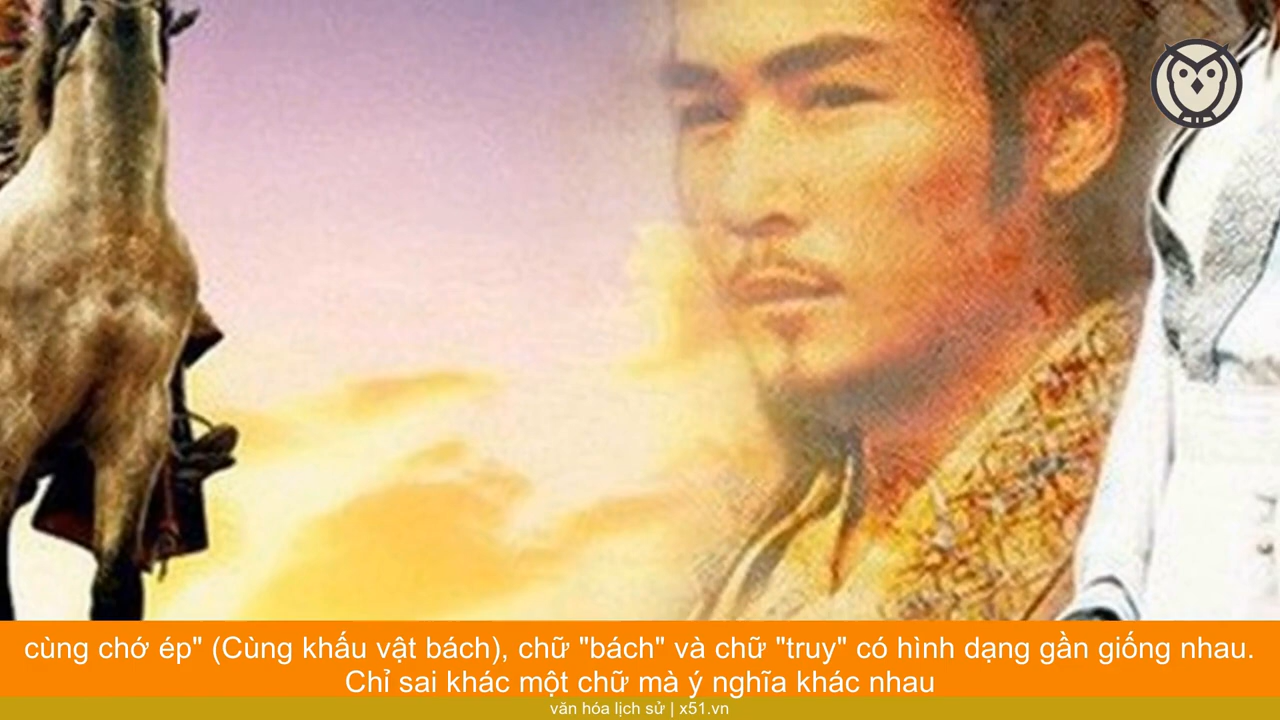 cùng chớ ép" (Cùng khấu vật bách), chữ "bách" và chữ "truy" có hình dạng gần giống nhau.
Chỉ sai khác một chữ mà ý nghĩa khác nhau
văn hóa lịch sử | x51.vn